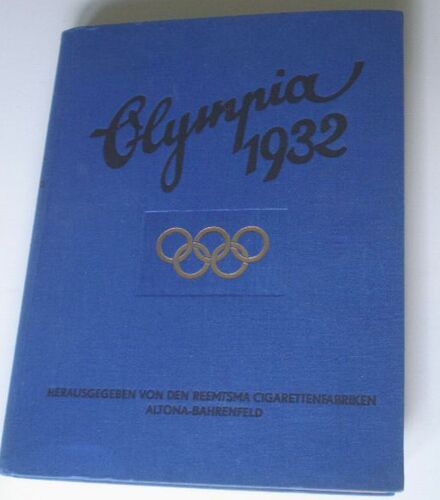 Olympia
1932
HERAUSGEGEBEN VON DEN REEMTSMA CIGARETTENFABRIKEN
ALTONA-BAHRENFELD